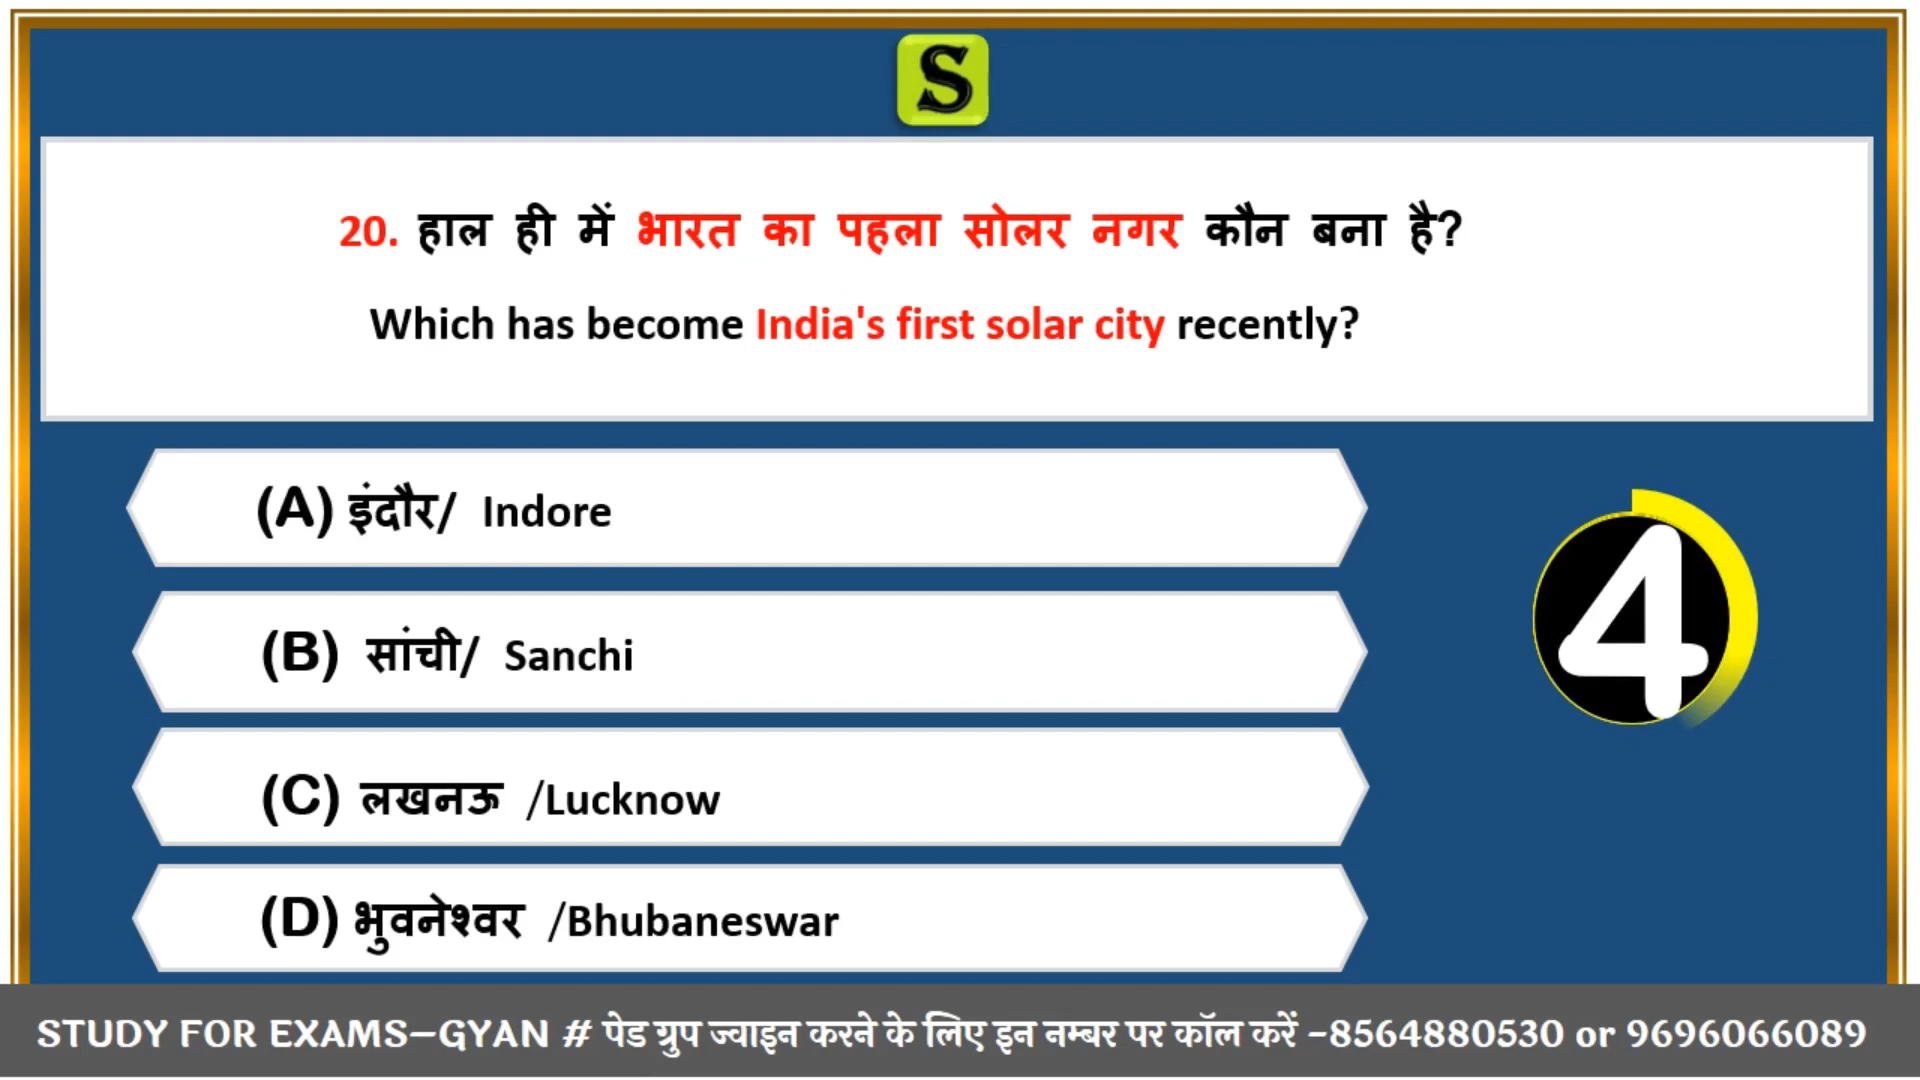 S
20. हाल ही में भारत का पहला सोलर नगर कौन बना है?
Which has become India's first solar city recently?
(A) इंदौर/ Indore
(B) सांची/ Sanchi
4
(C) लखनऊ /Lucknow
(D) भुवनेश्वर /Bhubaneswar
STUDY FOR EXAMS–GYAN # पेड ग्रुप ज्वाइन करने के लिए इन नम्बर पर कॉल करें -8564880530 or 9696066089